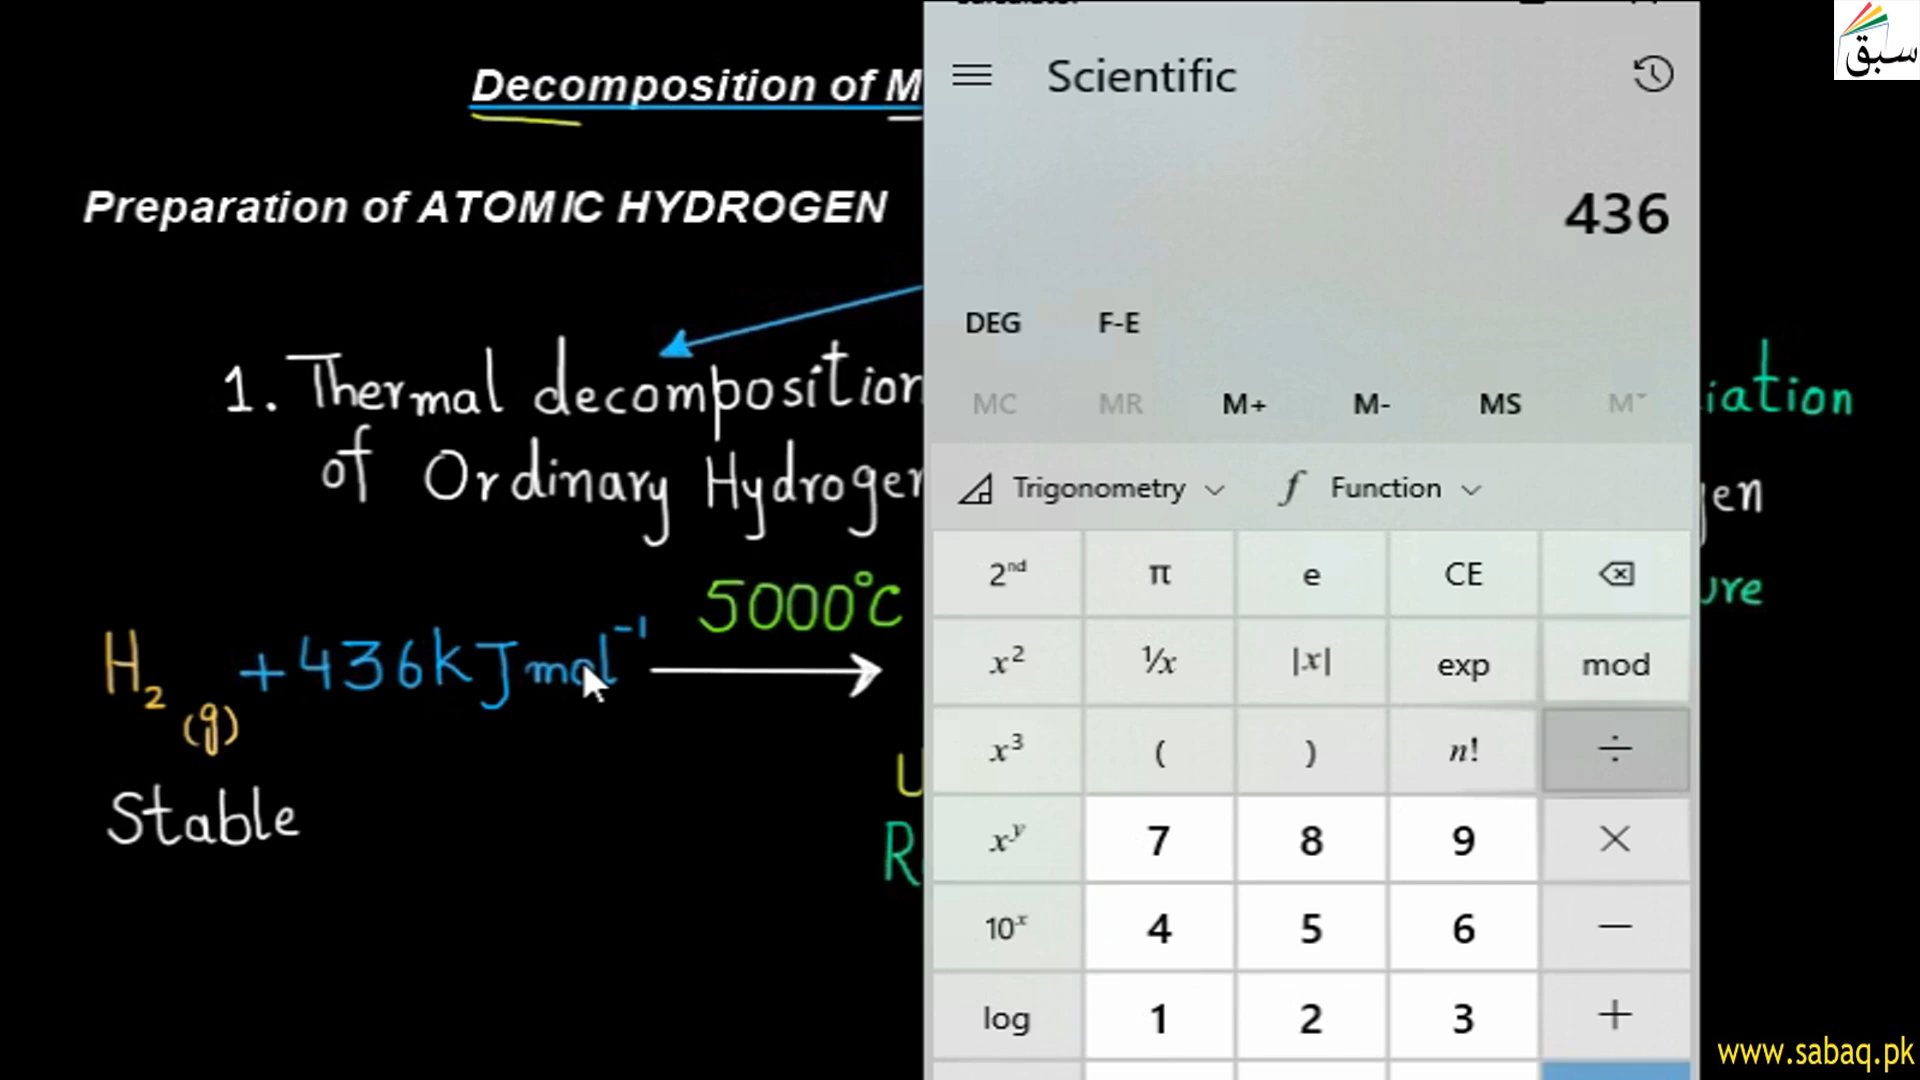 Decomposition of M
Preparation of ATOMIC HYDROGEN
1. Thermal decomposition
of Ordinary Hydrogen
5000°C
H₂(g) + 436kJmol⁻¹ ⟶
Stable
U
iation
en
ure
Scientific
436
DEG F-E
MC MR M+ M- MS M˅
Trigonometry Function
2ⁿᵈ π e CE
x² ¹/x |x| exp mod
x³ ( ) n! ÷
xʸ 7 8 9 ×
10ˣ 4 5 6 −
log 1 2 3 +
سبق
www.sabaq.pk